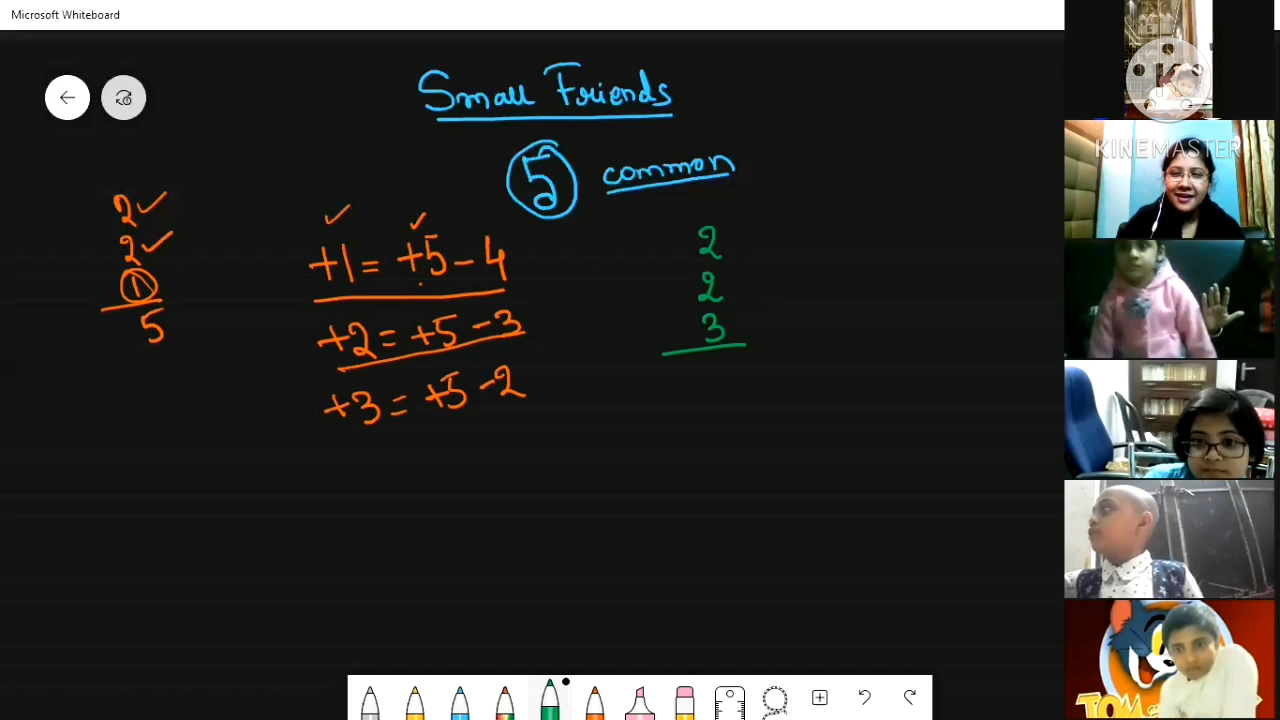 Microsoft Whiteboard
Small Friends
5 common
2
2
1
5
+1 = +5 - 4
+2 = +5 - 3
+3 = +5 - 2
2
2
3
KINEMASTER
TOM